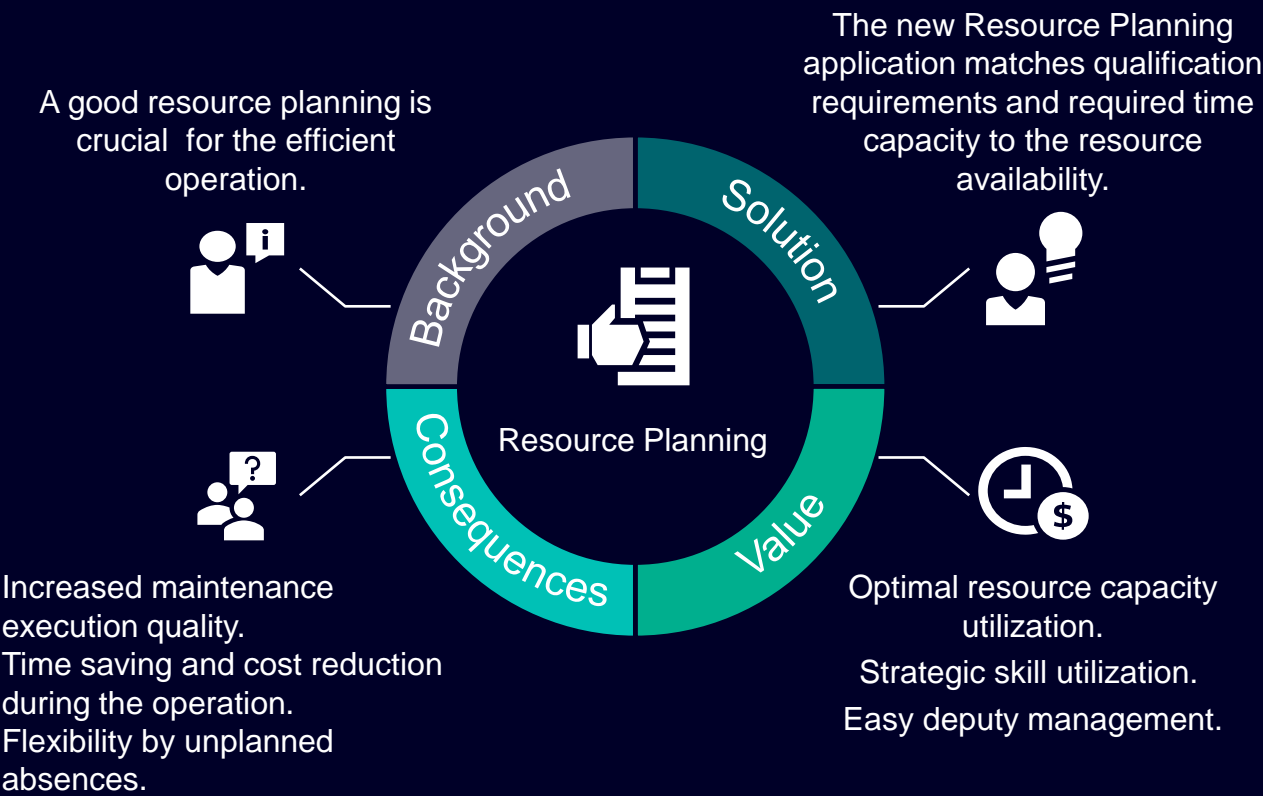 A good resource planning is
crucial  for the efficient
operation.
i
Background
The new Resource Planning
application matches qualification
requirements and required time
capacity to the resource
availability.
Solution
Resource Planning
?
Consequences
Increased maintenance
execution quality.
Time saving and cost reduction
during the operation.
Flexibility by unplanned
absences.
Value
$
Optimal resource capacity
utilization.
Strategic skill utilization.
Easy deputy management.